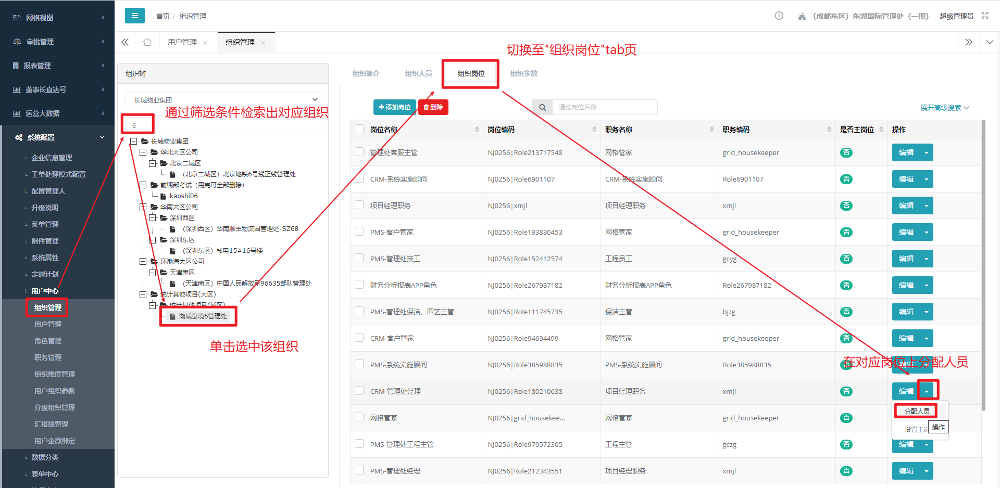 网格视图
审批管理
报表管理
董事长直达号
运营大数据
系统配置
企业信息管理
工单处理模式配置
配置管理人
升级说明
菜单管理
附件管理
系统属性
定时计划
用户中心
组织管理
用户管理
角色管理
职务管理
组织维度管理
用户组织参数
分级组织管理
汇报线管理
用户企微绑定
数据分类
表单中心
首页 / 组织管理
(成都东区) 东湖国际管理处 (一期) 超级管理员
用户管理 组织管理
切换至"组织岗位"tab页
组织树
长城物业集团
通过筛选条件检索出对应组织
6
长城物业集团
华北大区公司
北京二城区
(北京二城区) 北京地铁6号线正线管理处
前期部考试 (用完可全部删除)
kaoshi06
华南大区公司
深圳西区
(深圳西区) 华南顺丰物流园管理处-SZ68
深圳东区
(深圳东区) 核电15#16号楼
环渤海大区公司
天津南区
(天津南区) 中国人民解放军96635部队管理处
统计其他项目(大区)
统计其他项目(城区)
湖城意境6管理处
单击选中该组织
组织简介 组织人员 组织岗位 组织参数
添加岗位 删除 通过岗位名称 展开高级搜索
岗位名称 岗位编码 职务名称 职务编码 是否主岗位 操作
管理处客服主管 NJ0256|Role213717548 网格管家 grid_housekeeper 否 编辑
CRM-系统实施顾问 NJ0256|Role6901107 CRM-系统实施顾问 Role6901107 否 编辑
项目经理职务 NJ0256|xmjl 项目经理职务 xmjl 否 编辑
PMS-客户管家 NJ0256|Role193830453 网格管家 grid_housekeeper 否 编辑
PMS-管理处技工 NJ0256|Role152412574 工程员工 gcyg 否 编辑
财务分析报表APP角色 NJ0256|Role267987182 财务分析报表APP角色 Role267987182 否 编辑
PMS-管理处保洁、园艺主管 NJ0256|Role111745735 保洁主管 bjzg 否 编辑
CRM-客户管家 NJ0256|Role94694499 网格管家 grid_housekeeper 否 编辑
在对应岗位上分配人员
PMS-系统实施顾问 NJ0256|Role385988835 PMS-系统实施顾问 Role385988835 否 编辑
CRM-管理处经理 NJ0256|Role180210638 项目经理职务 xmjl 否 编辑
分配人员
网格管家 NJ0256|grid_housekee... 网格管家 grid_housekeeper 否
设置主岗 操作
PMS-管理处工程主管 NJ0256|Role979572305 工程主管 gczg 否 编辑
PMS-管理处经理 NJ0256|Role212343551 项目经理职务 xmjl 否 编辑